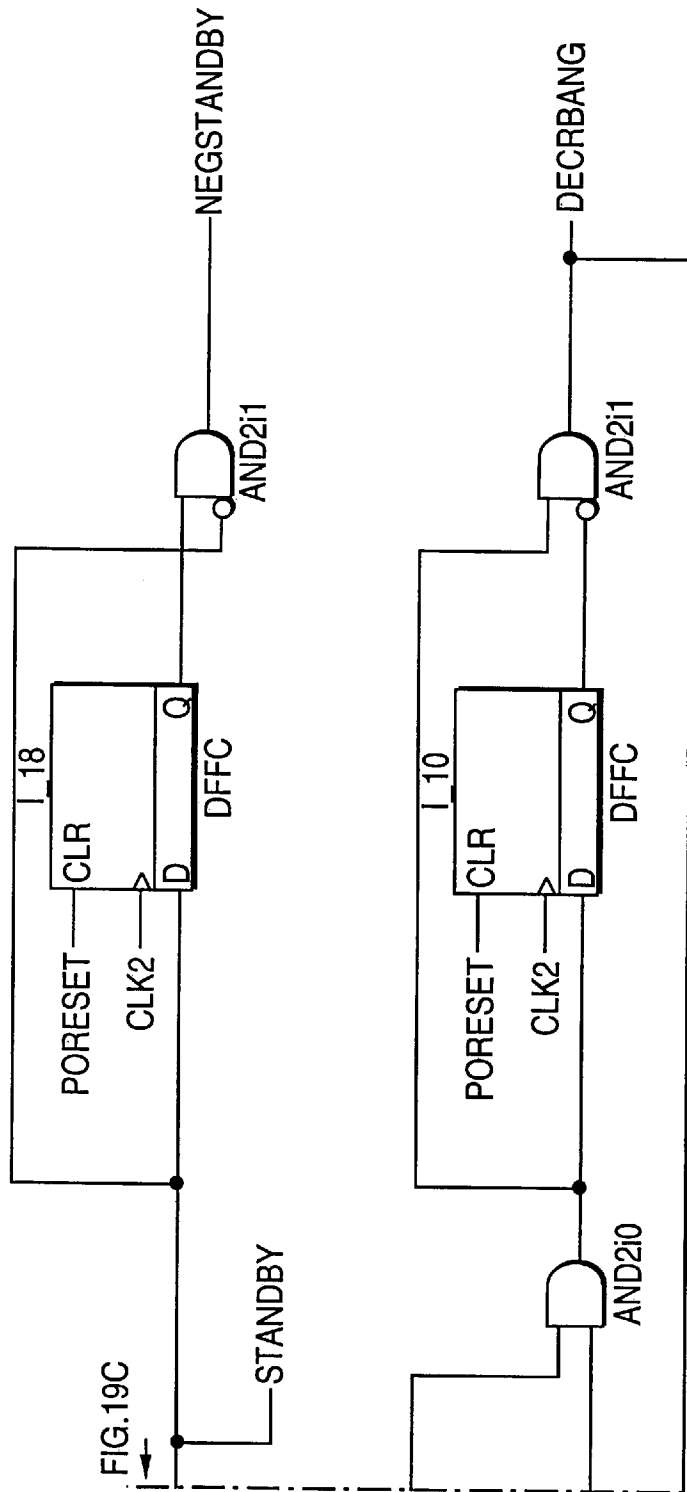 FIG.19C
STANDBY
PORESET
CLK2
I_18
CLR
D
Q
DFFC
AND2i1
NEGSTANDBY
AND2i0
PORESET
CLK2
I_10
CLR
D
Q
DFFC
AND2i1
DECRBANG